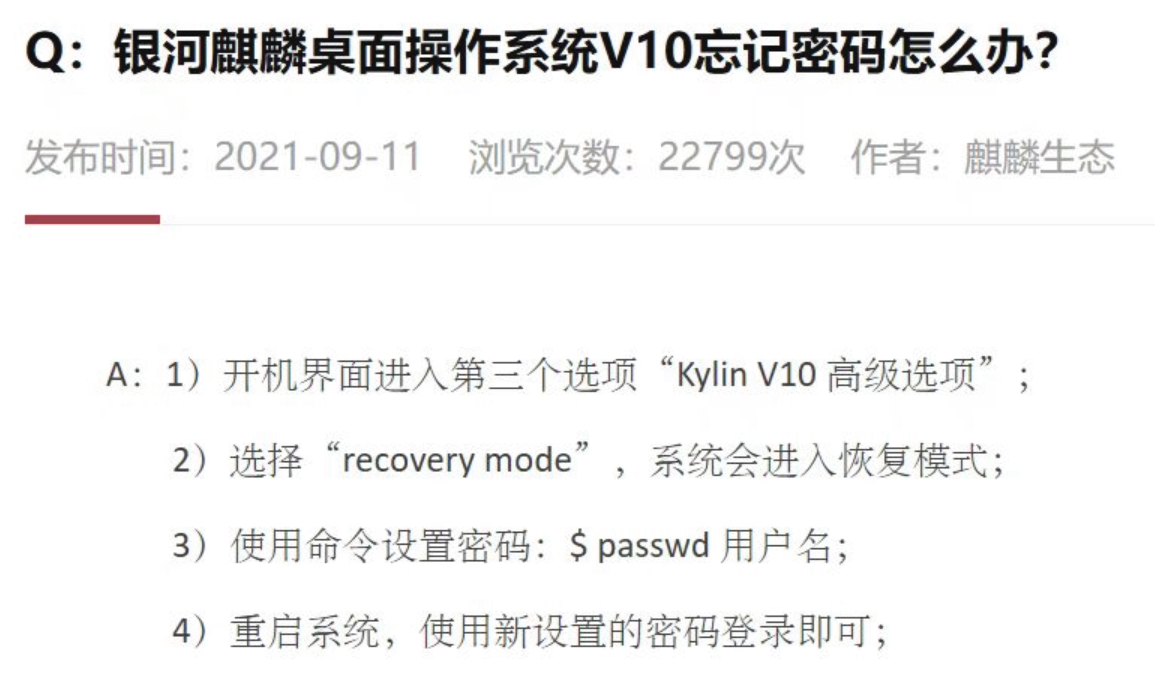 Q：银河麒麟桌面操作系统V10忘记密码怎么办？
发布时间：2021-09-11 浏览次数：22799次 作者：麒麟生态
A：1）开机界面进入第三个选项“Kylin V10 高级选项”；
2）选择“recovery mode”，系统会进入恢复模式；
3）使用命令设置密码：$ passwd 用户名；
4）重启系统，使用新设置的密码登录即可；